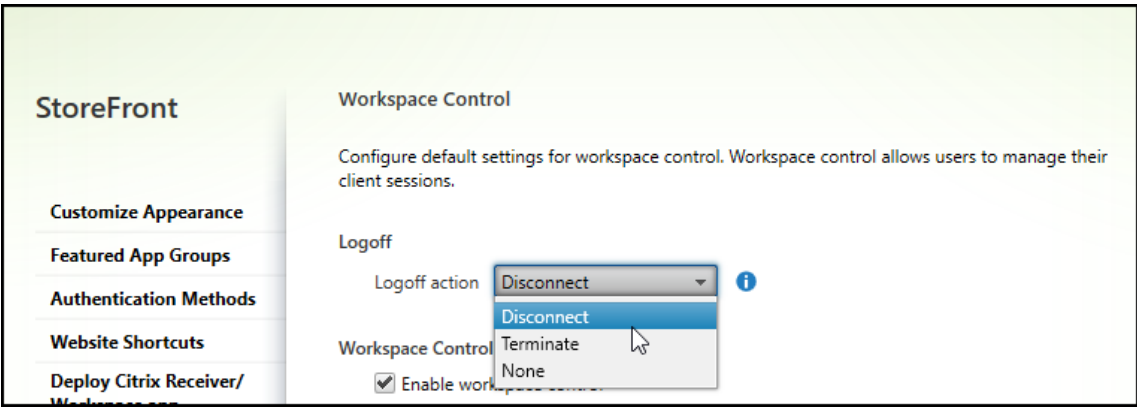 StoreFront
Customize Appearance
Featured App Groups
Authentication Methods
Website Shortcuts
Deploy Citrix Receiver/
Workspace Control
Configure default settings for workspace control. Workspace control allows users to manage their
client sessions.
Logoff
Logoff action Disconnect
Disconnect
Terminate
None
Workspace Control
Enable